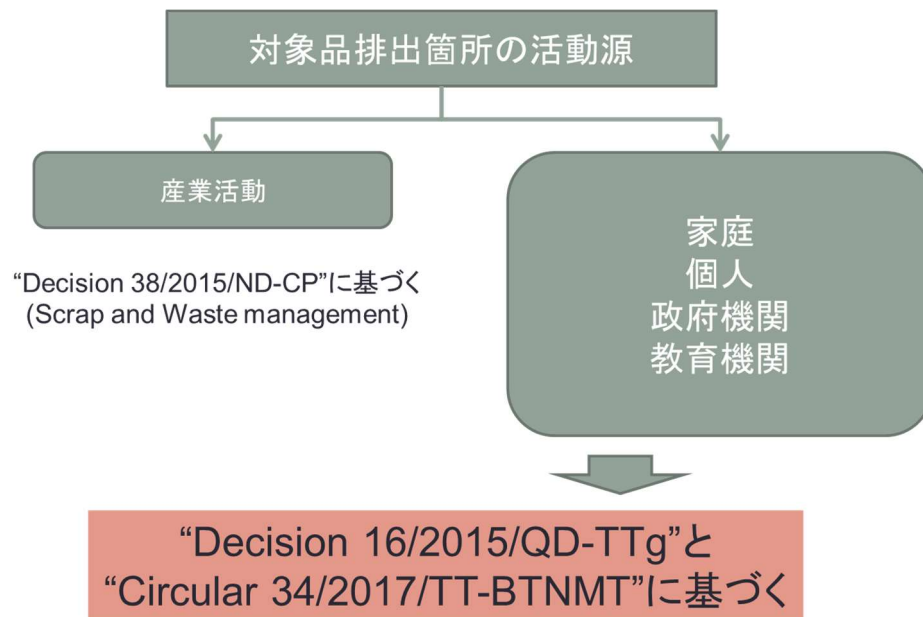 対象品排出箇所の活動源
産業活動
“Decision 38/2015/ND-CP”に基づく
(Scrap and Waste management)
家庭
個人
政府機関
教育機関
“Decision 16/2015/QD-TTg”と
“Circular 34/2017/TT-BTNMT”に基づく